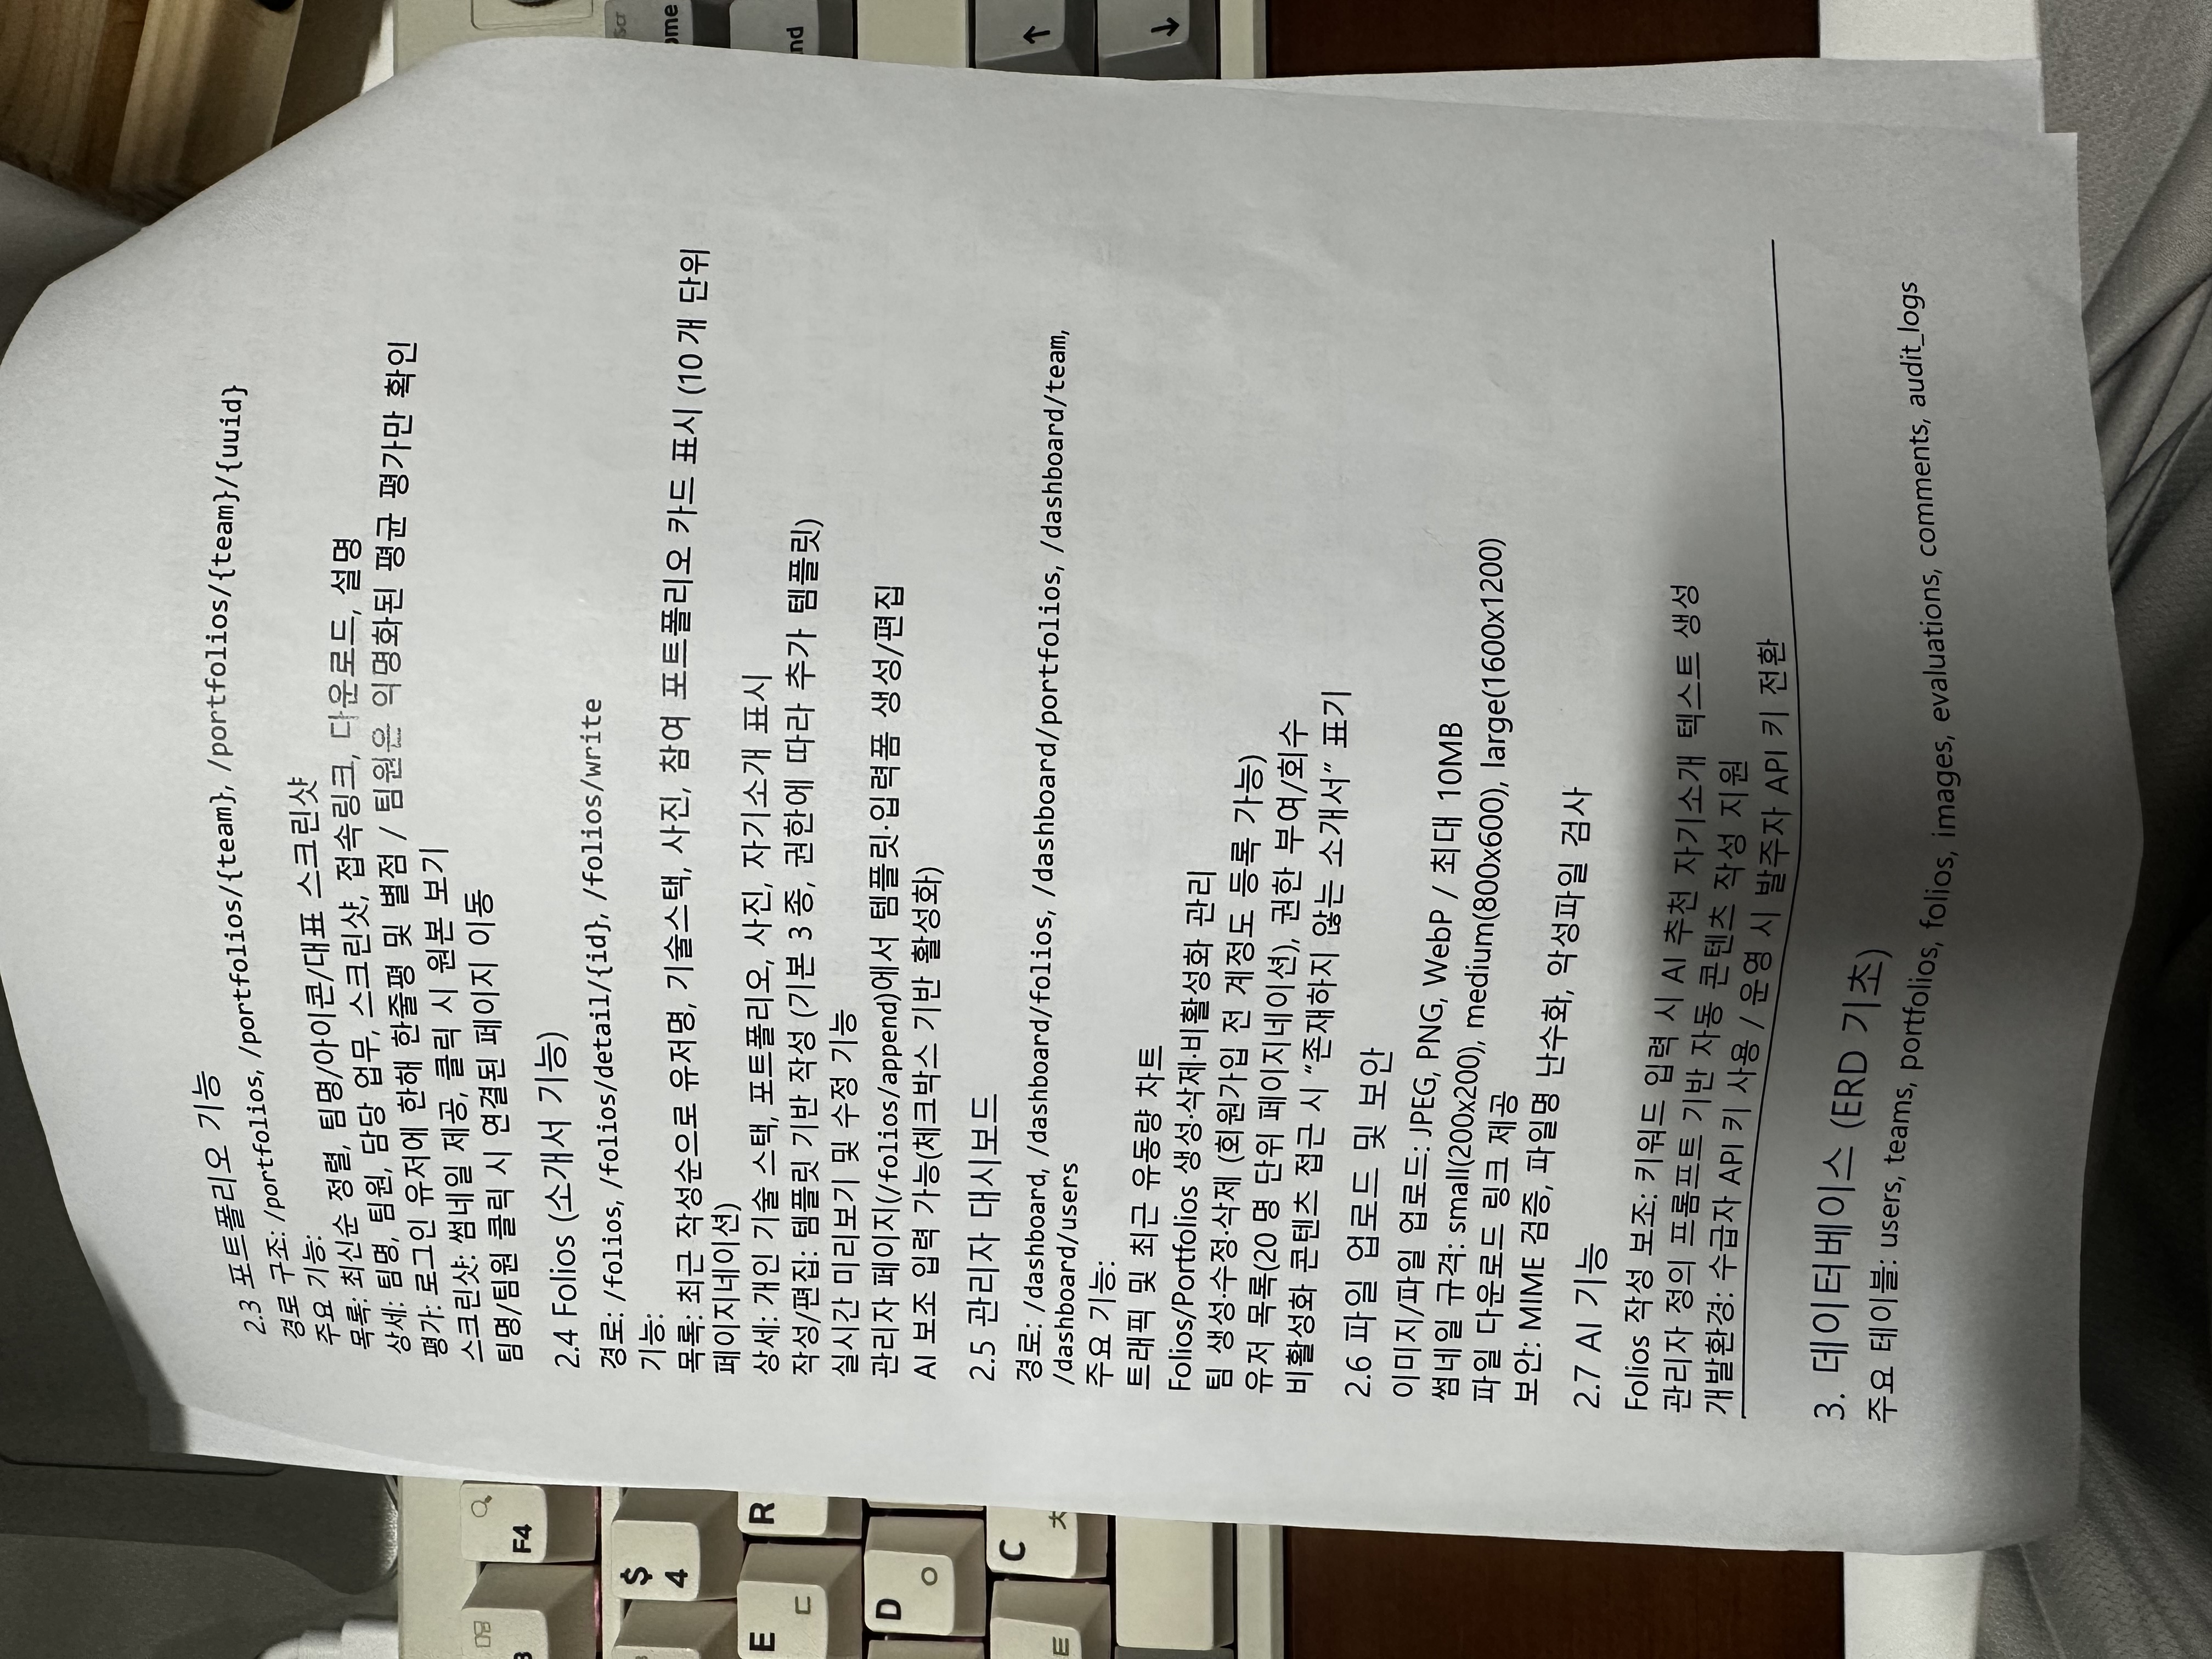 2.3 포트폴리오 기능
경로 구조: /portfolios, /portfolios/{team}, /portfolios/{team}/{uuid}
주요 기능:
목록: 최신순 정렬, 팀명/아이콘/대표 스크린샷
상세: 팀명, 팀원, 담당 업무, 스크린샷, 접속링크, 다운로드, 설명
평가: 로그인 유저에 한해 한줄평 및 별점 / 팀원은 익명화된 평균 평가만 확인
스크린샷: 썸네일 제공, 클릭 시 원본 보기
팀명/팀원 클릭 시 연결된 페이지 이동
2.4 Folios (소개서 기능)
경로: /folios, /folios/detail/{id}, /folios/write
기능:
목록: 최근 작성순으로 유저명, 기술스택, 사진, 참여 포트폴리오 카드 표시 (10 개 단위
페이지네이션)
상세: 개인 기술 스택, 포트폴리오, 사진, 자기소개 표시
작성/편집: 템플릿 기반 작성 (기본 3 종, 권한에 따라 추가 템플릿)
실시간 미리보기 및 수정 기능
관리자 페이지(/folios/append)에서 템플릿·입력폼 생성/편집
AI 보조 입력 가능(체크박스 기반 활성화)
2.5 관리자 대시보드
경로: /dashboard, /dashboard/folios, /dashboard/portfolios, /dashboard/team,
/dashboard/users
주요 기능:
트래픽 및 최근 유동량 차트
Folios/Portfolios 생성·삭제·비활성화 관리
팀 생성·수정·삭제 (회원가입 전 계정도 등록 가능)
유저 목록(20 명 단위 페이지네이션), 권한 부여/회수
비활성화 콘텐츠 접근 시 “존재하지 않는 소개서” 표기
2.6 파일 업로드 및 보안
이미지/파일 업로드: JPEG, PNG, WebP / 최대 10MB
썸네일 규격: small(200x200), medium(800x600), large(1600x1200)
파일 다운로드 링크 제공
보안: MIME 검증, 파일명 난수화, 악성파일 검사
2.7 AI 기능
Folios 작성 보조: 키워드 입력 시 AI 추천 자기소개 텍스트 생성
관리자 정의 프롬프트 기반 자동 콘텐츠 작성 지원
개발환경: 수급자 API 키 사용 / 운영 시 발주자 API 키 전환
3. 데이터베이스 (ERD 기초)
주요 테이블: users, teams, portfolios, folios, images, evaluations, comments, audit_logs
F4
$
4
E
ㄷ
R
D
ㅇ
C
ㅊ
ㅌ
↑
↓